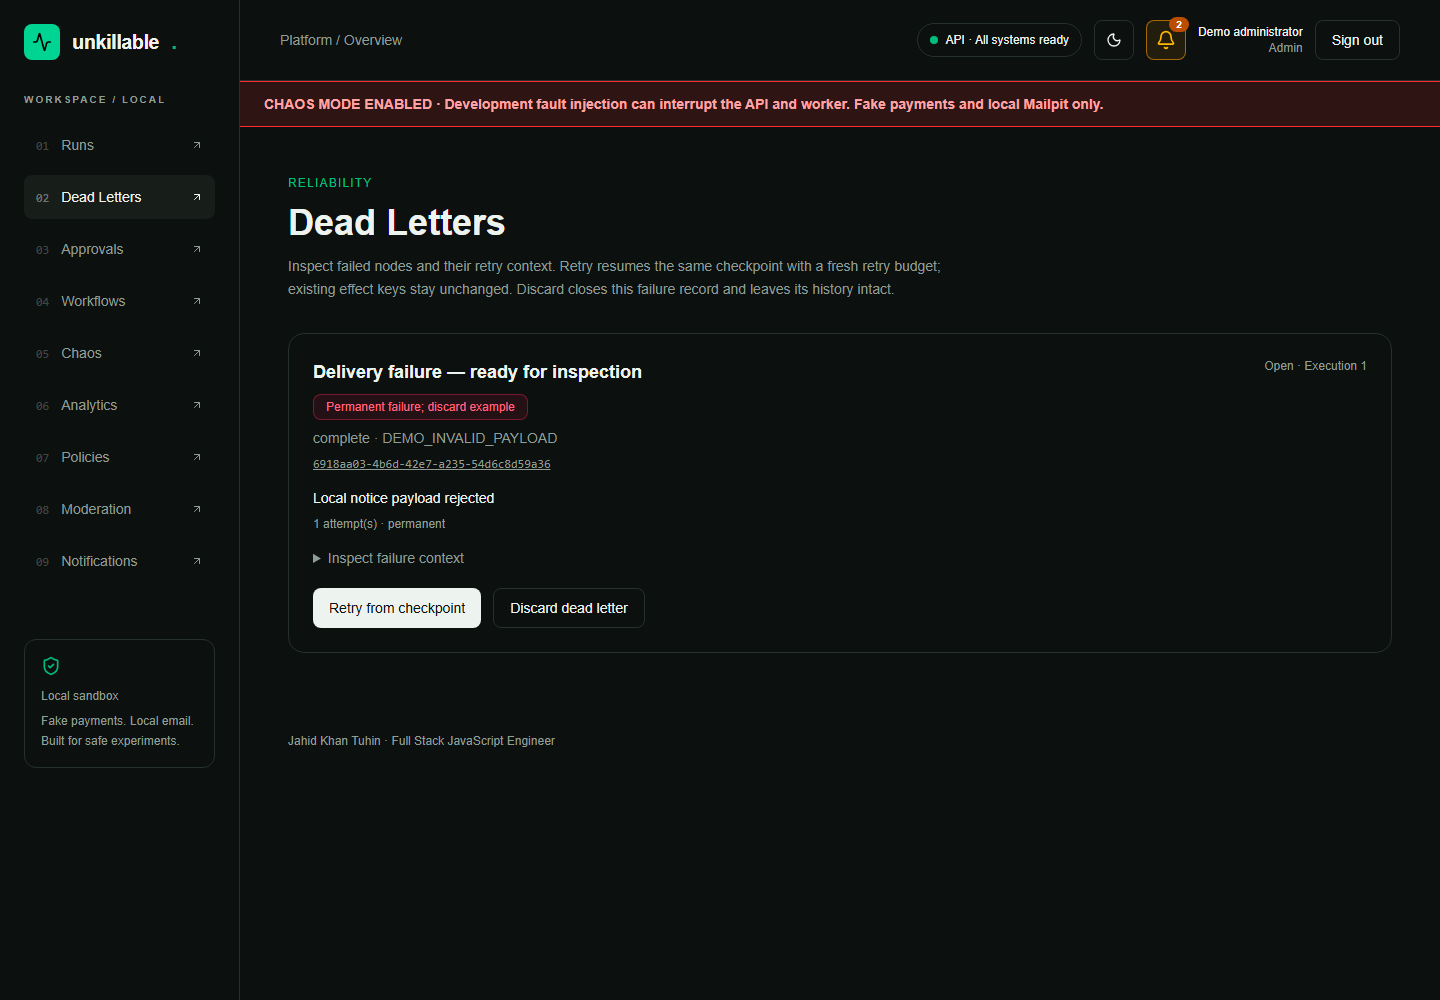 unkillable .
WORKSPACE / LOCAL
01 Runs
02 Dead Letters
03 Approvals
04 Workflows
05 Chaos
06 Analytics
07 Policies
08 Moderation
09 Notifications
Local sandbox
Fake payments. Local email.
Built for safe experiments.
Platform / Overview
API · All systems ready
2
Demo administrator
Admin
Sign out
CHAOS MODE ENABLED · Development fault injection can interrupt the API and worker. Fake payments and local Mailpit only.
RELIABILITY
Dead Letters
Inspect failed nodes and their retry context. Retry resumes the same checkpoint with a fresh retry budget;
existing effect keys stay unchanged. Discard closes this failure record and leaves its history intact.
Delivery failure — ready for inspection
Open · Execution 1
Permanent failure; discard example
complete · DEMO_INVALID_PAYLOAD
6918aa03-4b6d-42e7-a235-54d6c8d59a36
Local notice payload rejected
1 attempt(s) · permanent
Inspect failure context
Retry from checkpoint
Discard dead letter
Jahid Khan Tuhin · Full Stack JavaScript Engineer